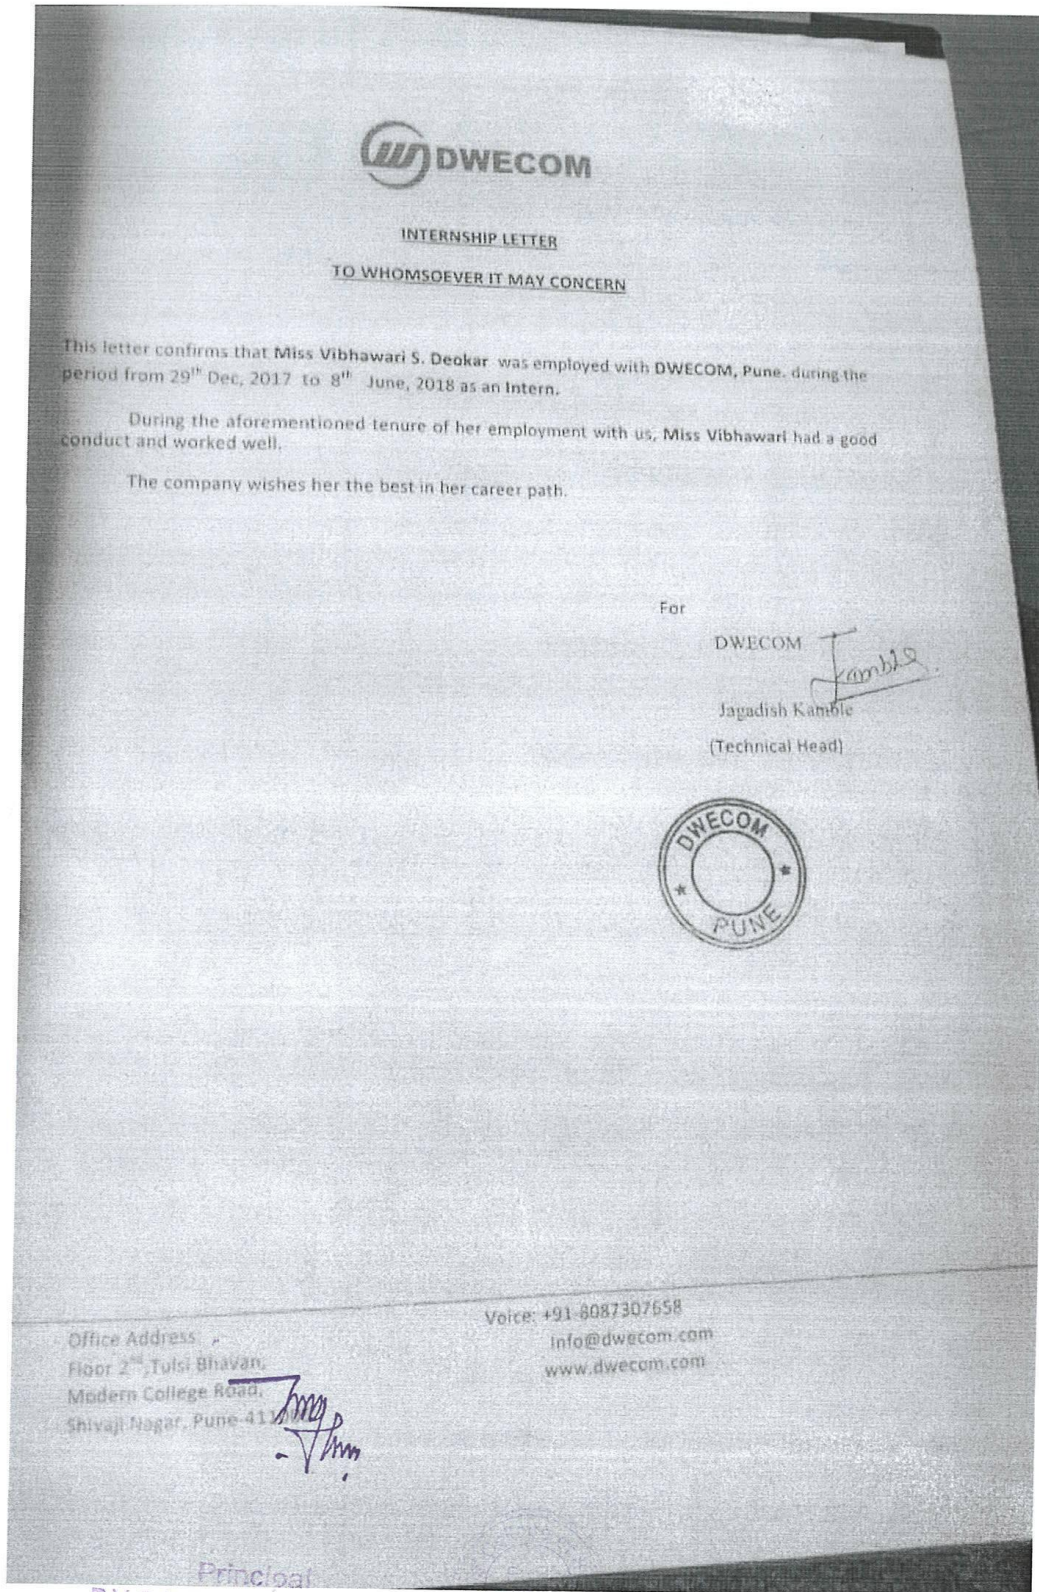 DWECOM
INTERNSHIP LETTER
TO WHOMSOEVER IT MAY CONCERN
This letter confirms that Miss Vibhawari S. Deokar was employed with DWECOM, Pune. during the
period from 29th Dec, 2017 to 8th June, 2018 as an Intern.
During the aforementioned tenure of her employment with us, Miss Vibhawari had a good
conduct and worked well.
The company wishes her the best in her career path.
For
DWECOM
Kamble
Jagadish Kamble
(Technical Head)
DWECOM
PUNE
Office Address:
Floor 2nd, Tulsi Bhavan,
Modern College Road,
Shivaji Nagar, Pune
Voice: +91 8087307658
Info@dwecom.com
www.dwecom.com
Principal